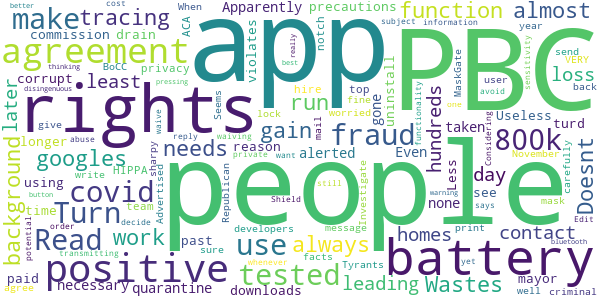 better
make
tracing
Apparently
precautions
function
almost
cost
When
ACA
commission
drain
information
year
agreement
app
PBC
violates
notch
send
sensitivity
VERY
BoCC
privacy
top
user
subject
loss
disingenuous
thinking
really
best
hire
MaskGate
functionality
one
back
corrupt
least
gone
uninstall
avoid
later
rights
Seems
fine
worried
Useless
turd
pressing
give
lock
run
hundreds
800k
longer
abuse
waive
reply
gain
fraud
mail
Considering
November
googles
needs
reason
alerted
taken
carefully
HIPPA
sharpy
waiving
private
want
still
Even
Less
day
Doesnt
using
write
Advertised
Republican
background
covid
people
none
see
mask
Edit
time
team
button
Shield
warning
says
Turn
decide
message
Investigate
homes
contact
order
developers
print
yet
Read
work
past
use
always
battery
potential
sure
facts
whenever
Tyrants
bluetooth
positive
tested
leading
Wastes
transmitting
paid
agree
necessary
quarantine
downloads
mayor
well
criminal